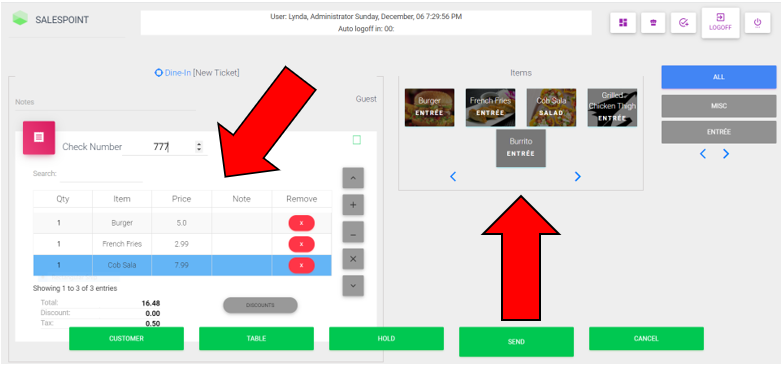 SALESPOINT
User: Lynda, Administrator Sunday, December, 06 7:29:56 PM
Auto logoff in: 00:
LOGOFF
Dine-In [New Ticket]
Notes
Guest
Check Number 777
Search:
Qty Item Price Note Remove
1 Burger 5.0 x
1 French Fries 2.99 x
1 Cob Sala 7.99 x
Showing 1 to 3 of 3 entries
Total: 16.48
Discount: 0.00
Tax: 0.50
DISCOUNTS
Items
Burger
ENTRÉE
French Fries
ENTRÉE
Cob Sala
SALAD
Grilled
Chicken Thigh
ENTRÉE
Burrito
ENTRÉE
ALL
MISC
ENTRÉE
CUSTOMER TABLE HOLD SEND CANCEL